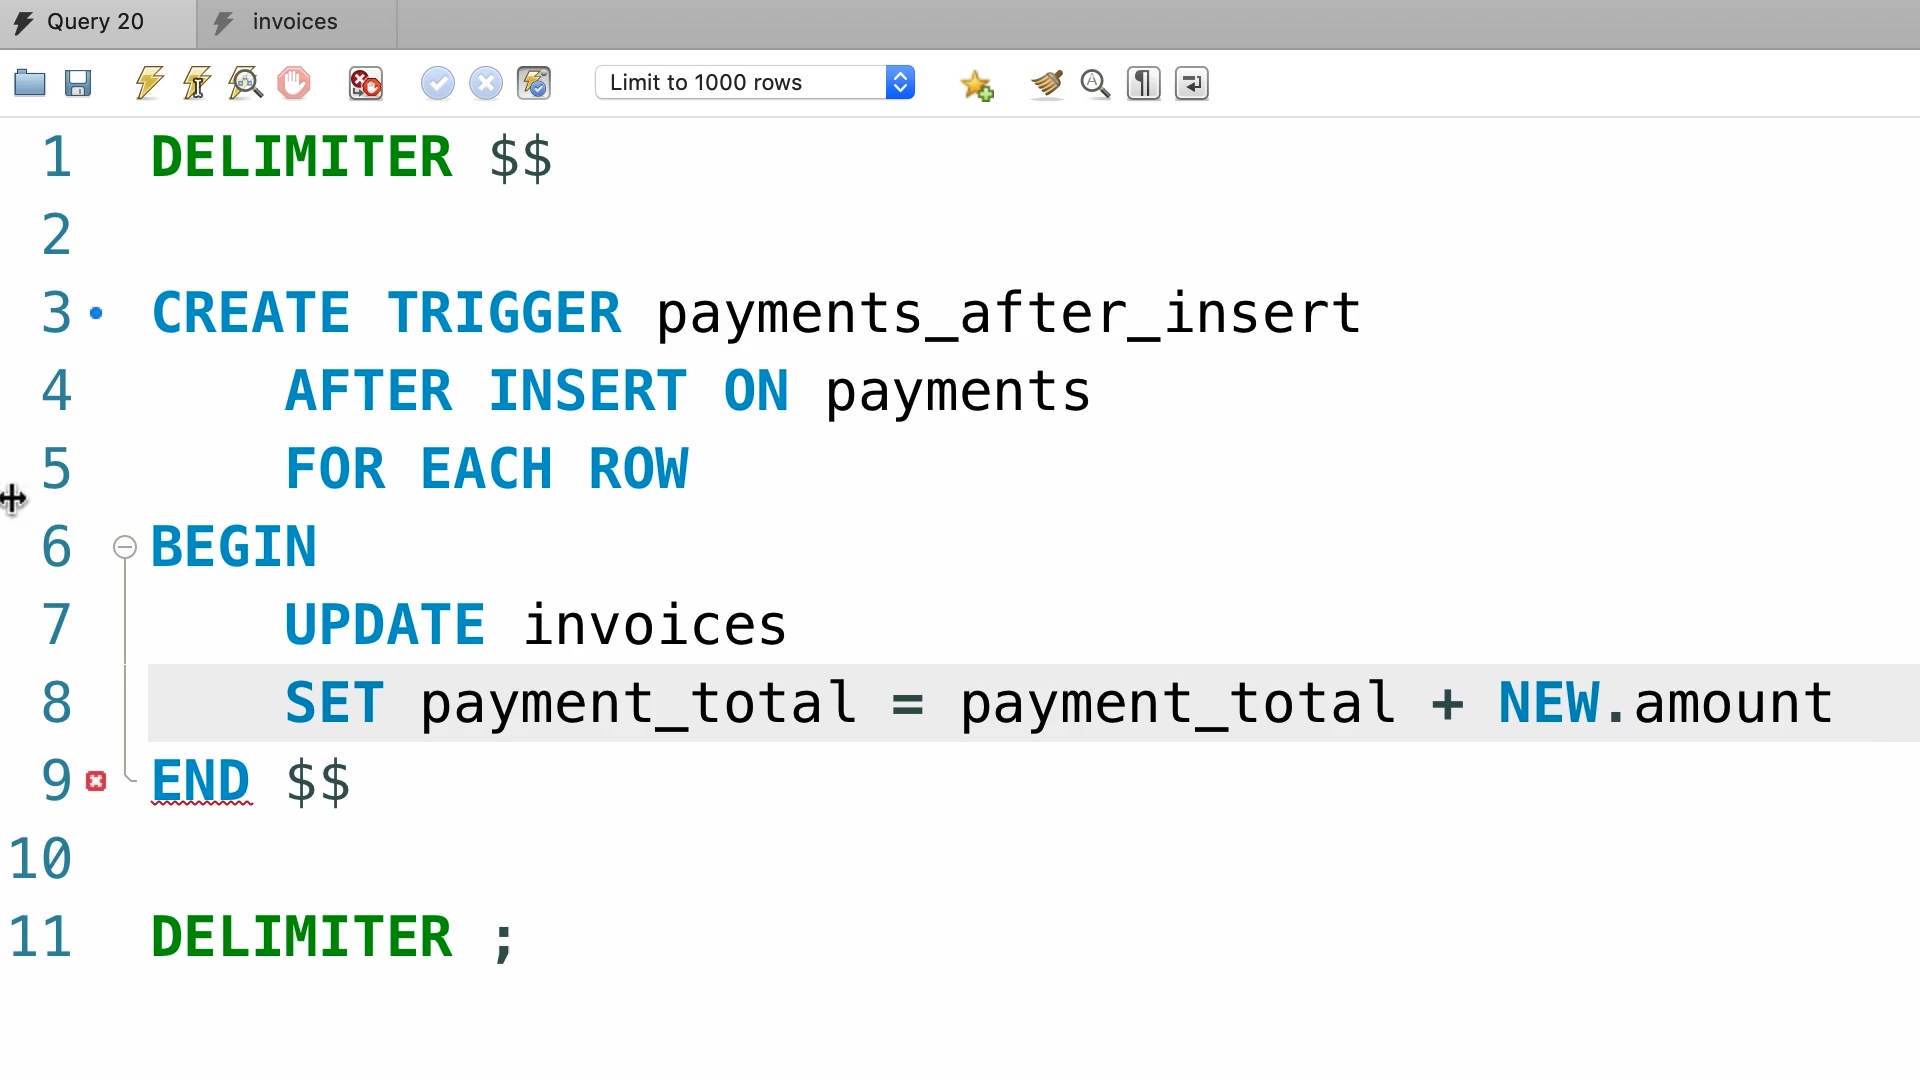 Query 20
invoices
Limit to 1000 rows
1 DELIMITER $$
2
3 CREATE TRIGGER payments_after_insert
4 AFTER INSERT ON payments
5 FOR EACH ROW
6 BEGIN
7 UPDATE invoices
8 SET payment_total = payment_total + NEW.amount
9 END $$
10
11 DELIMITER ;